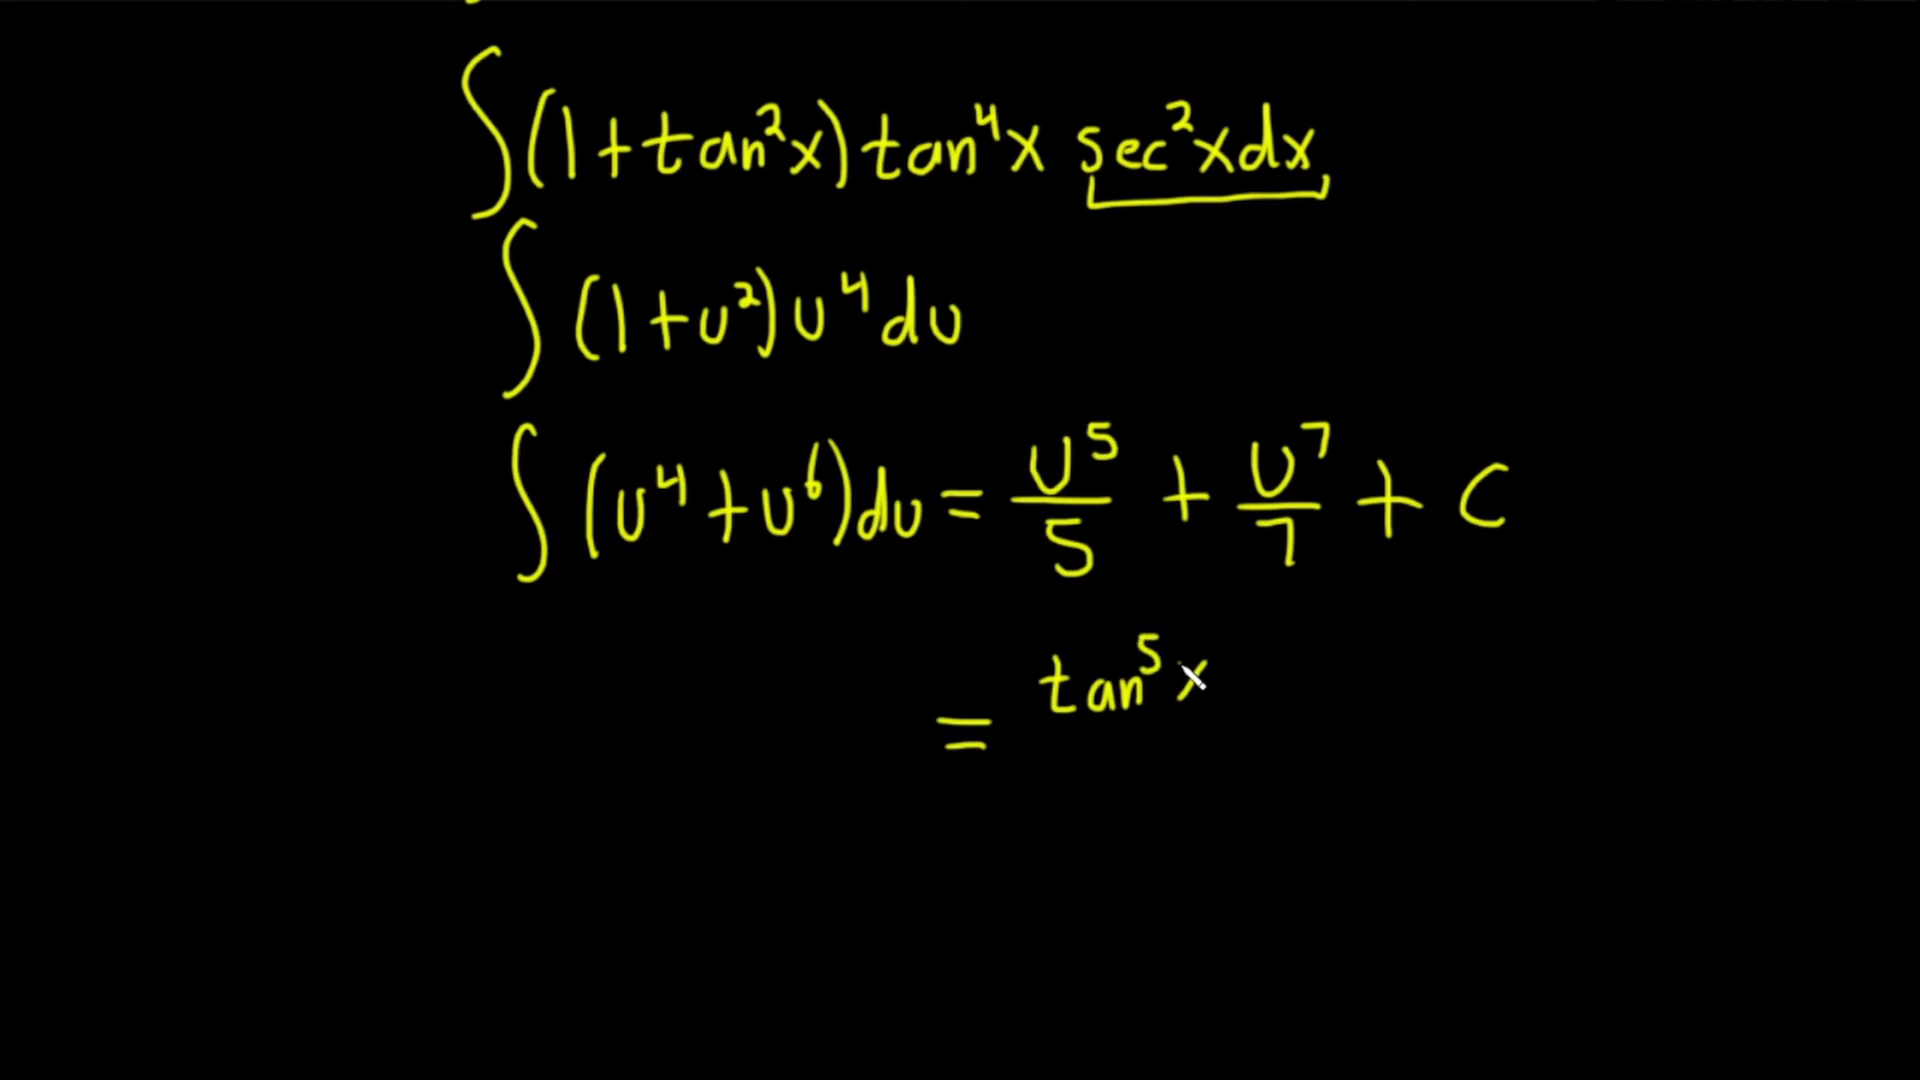 ∫(1+tan²x)tan⁴x sec²xdx
∫(1+u²)u⁴du
∫(u⁴+u⁶)du = u⁵/5 + u⁷/7 + C
= tan⁵x